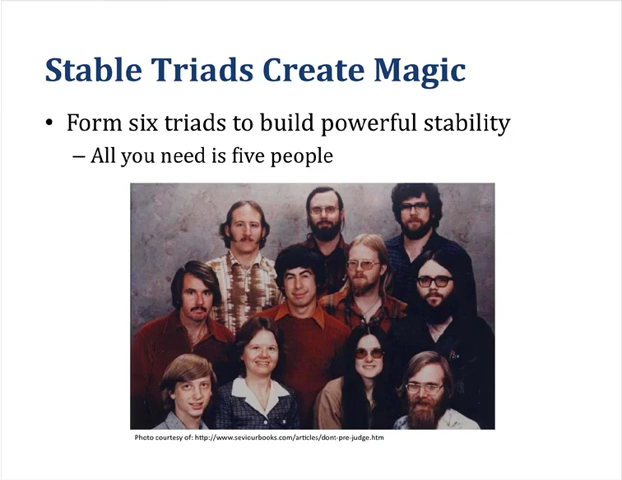 Stable Triads Create Magic
• Form six triads to build powerful stability
– All you need is five people
Photo courtesy of: http://www.seviourbooks.com/articles/dont-pre-judge.htm